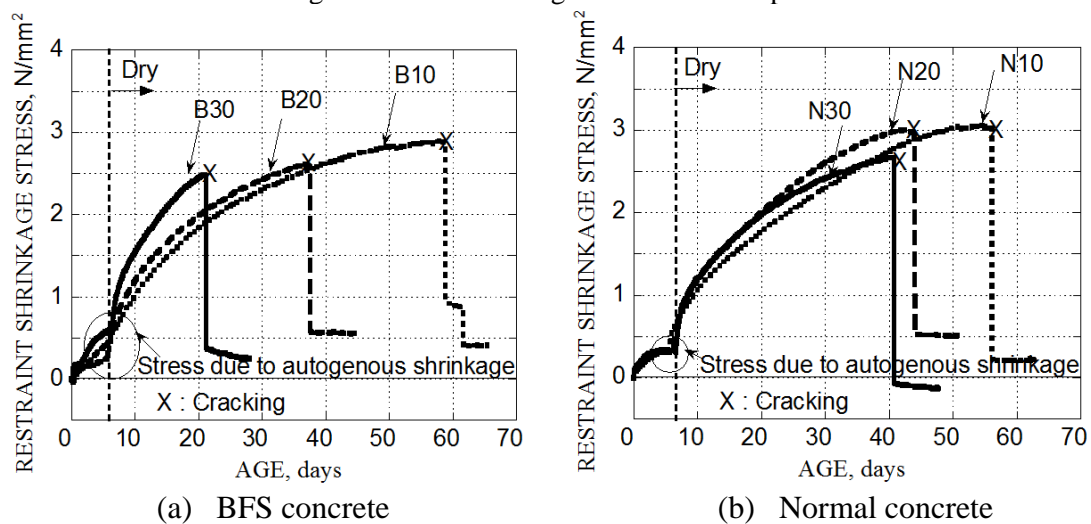 RESTRAINT SHRINKAGE STRESS, N/mm²
4
3
2
1
0
Dry
B30
B20
B10
X
X
X
Stress due to autogenous shrinkage
X : Cracking
0 10 20 30 40 50 60 70
AGE, days
(a) BFS concrete
RESTRAINT SHRINKAGE STRESS, N/mm²
4
3
2
1
0
Dry
N20
N10
N30
X
X
X
Stress due to autogenous shrinkage
X : Cracking
0 10 20 30 40 50 60 70
AGE, days
(b) Normal concrete